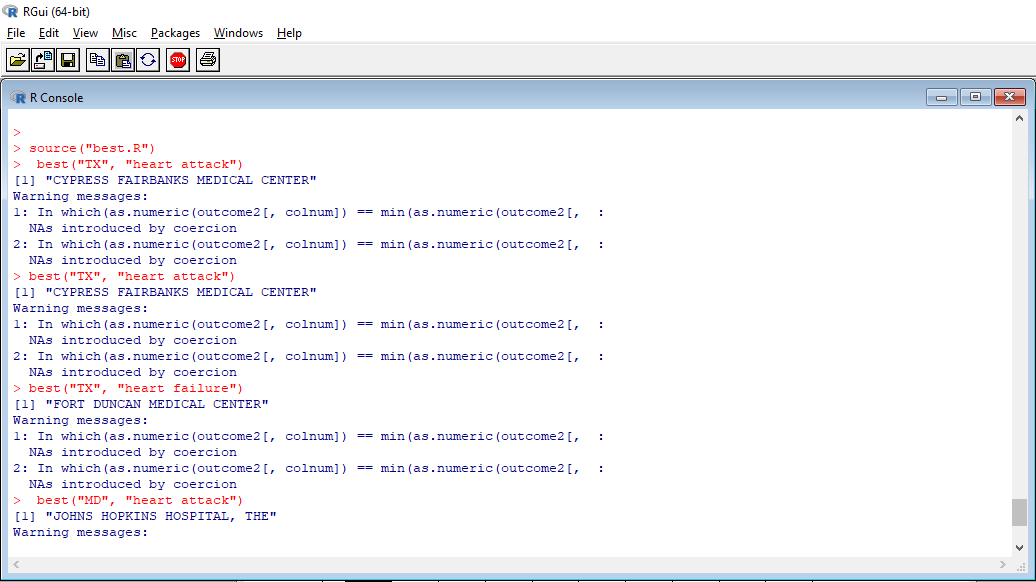 RGui (64-bit)
File Edit View Misc Packages Windows Help
STOP
R Console
>
> source("best.R")
>  best("TX", "heart attack")
[1] "CYPRESS FAIRBANKS MEDICAL CENTER"
Warning messages:
1: In which(as.numeric(outcome2[, colnum]) == min(as.numeric(outcome2[,  :
  NAs introduced by coercion
2: In which(as.numeric(outcome2[, colnum]) == min(as.numeric(outcome2[,  :
  NAs introduced by coercion
> best("TX", "heart attack")
[1] "CYPRESS FAIRBANKS MEDICAL CENTER"
Warning messages:
1: In which(as.numeric(outcome2[, colnum]) == min(as.numeric(outcome2[,  :
  NAs introduced by coercion
2: In which(as.numeric(outcome2[, colnum]) == min(as.numeric(outcome2[,  :
  NAs introduced by coercion
> best("TX", "heart failure")
[1] "FORT DUNCAN MEDICAL CENTER"
Warning messages:
1: In which(as.numeric(outcome2[, colnum]) == min(as.numeric(outcome2[,  :
  NAs introduced by coercion
2: In which(as.numeric(outcome2[, colnum]) == min(as.numeric(outcome2[,  :
  NAs introduced by coercion
>  best("MD", "heart attack")
[1] "JOHNS HOPKINS HOSPITAL, THE"
Warning messages: